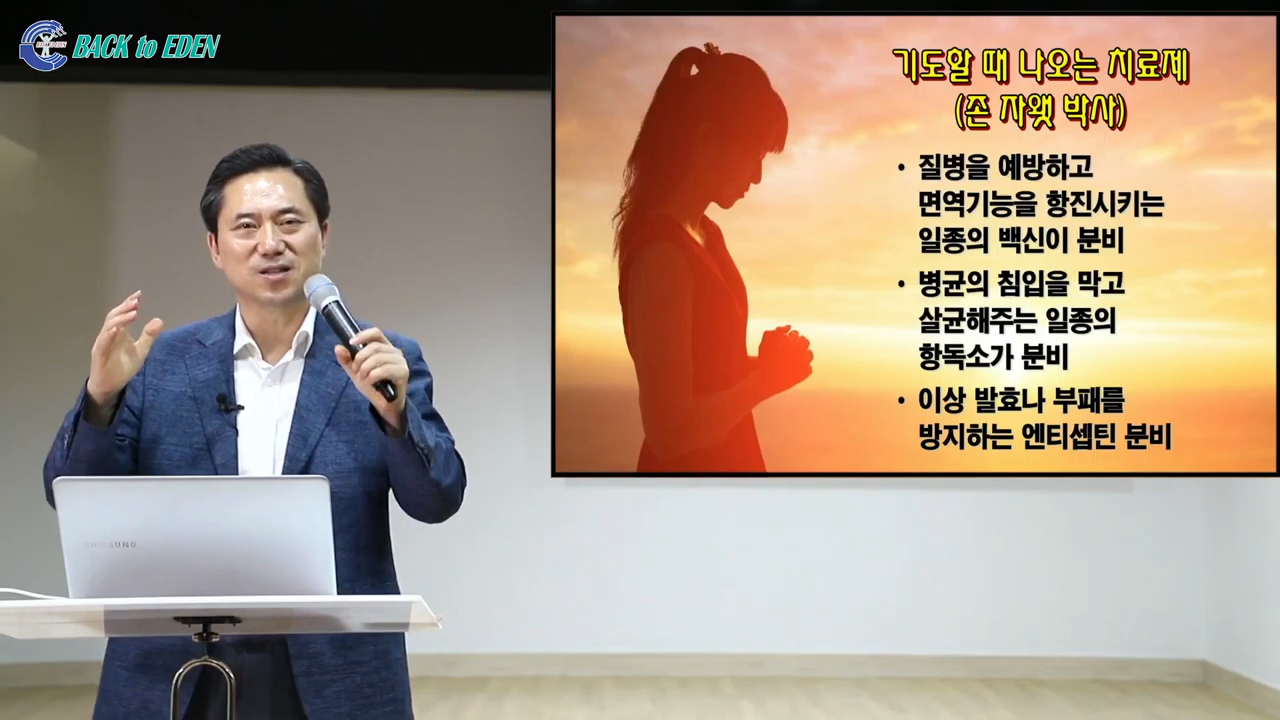 BACK to EDEN
기도할 때 나오는 치료제
(존 자웻 박사)
• 질병을 예방하고
면역기능을 항진시키는
일종의 백신이 분비
• 병균의 침입을 막고
살균해주는 일종의
항독소가 분비
• 이상 발효나 부패를
방지하는 엔티셉틴 분비
SAMSUNG